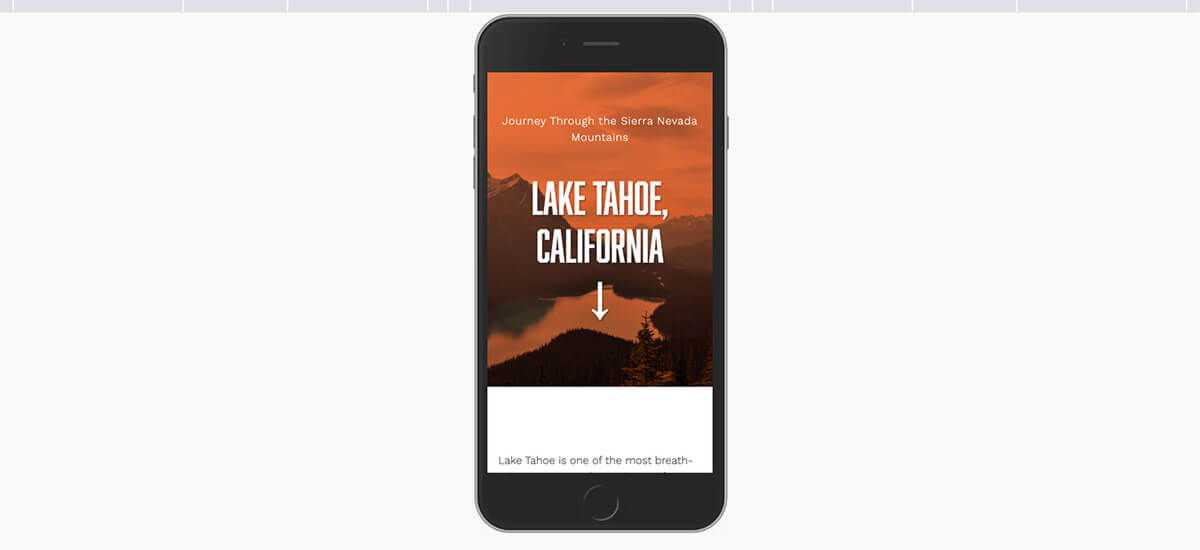 Journey Through the Sierra Nevada
Mountains
LAKE TAHOE,
CALIFORNIA
Lake Tahoe is one of the most breath-